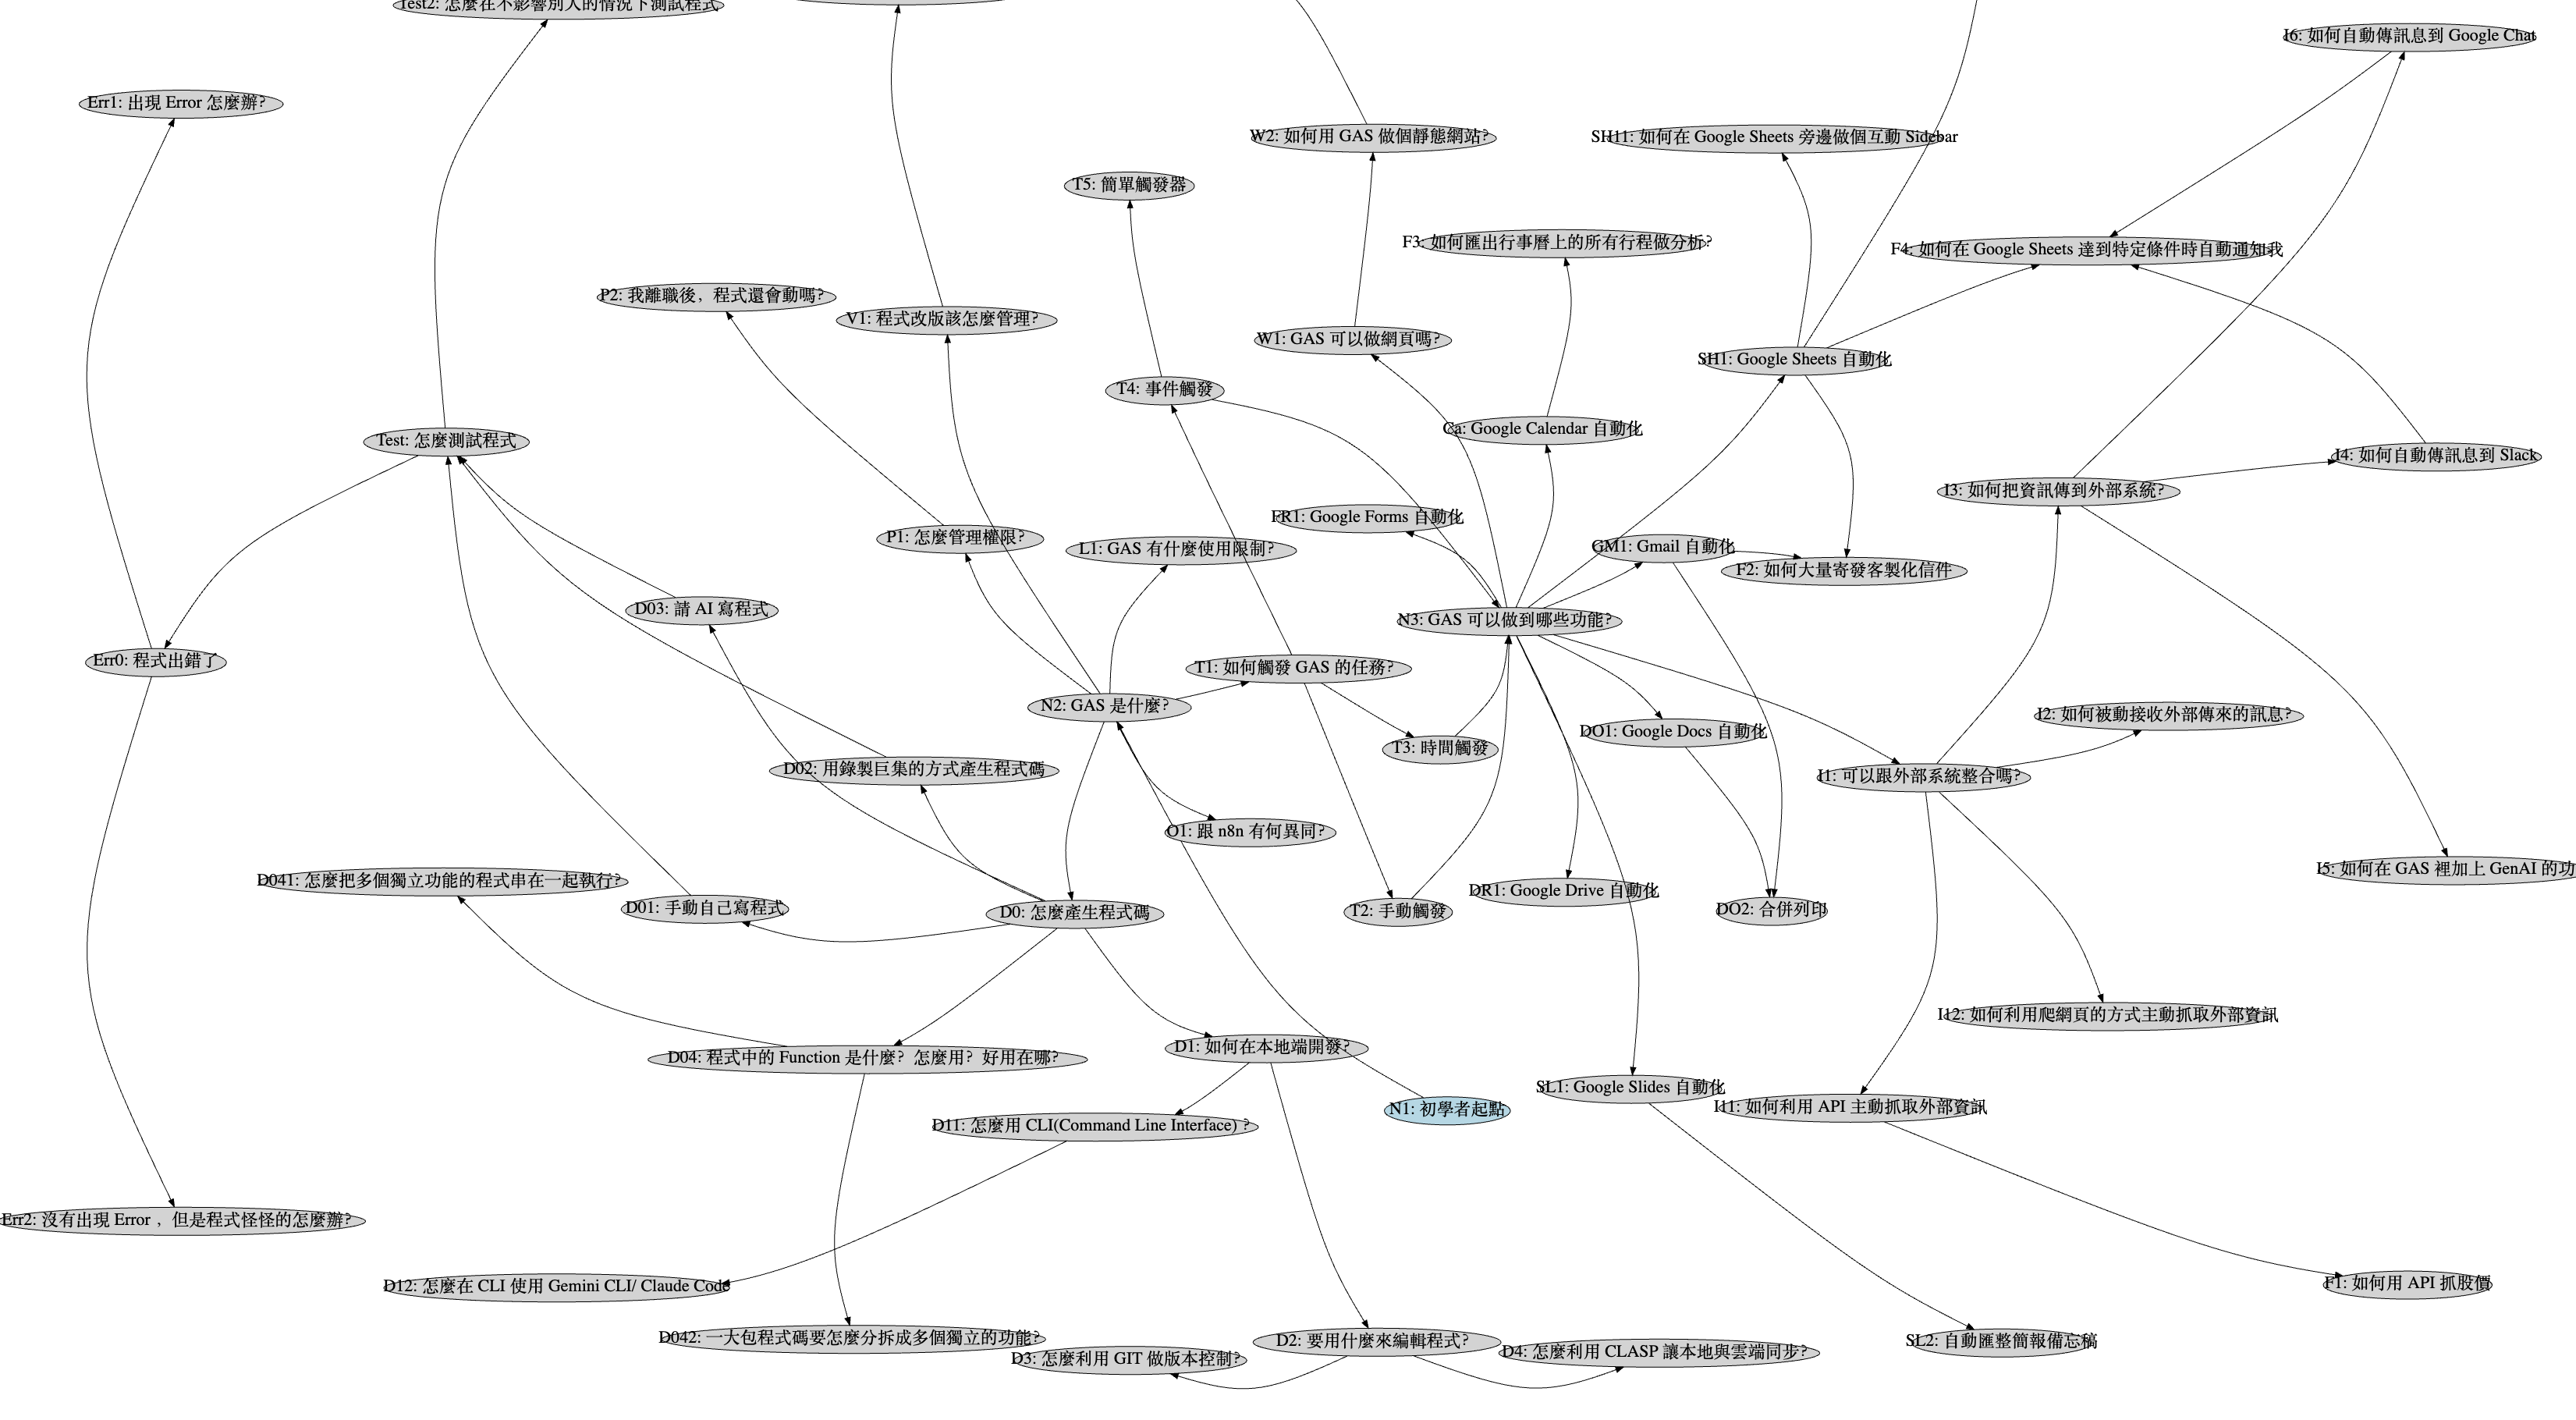 Test2: 怎麼在不影響別人的情況下測試程式
I6: 如何自動傳訊息到 Google Chat
Err1: 出現 Error 怎麼辦?
W2: 如何用 GAS 做個靜態網站?
SH11: 如何在 Google Sheets 旁邊做個互動 Sidebar
T5: 簡單觸發器
F3: 如何匯出行事曆上的所有行程做分析?
F4: 如何在 Google Sheets 達到特定條件時自動通知我
P2: 我離職後，程式還會動嗎?
V1: 程式改版該怎麼管理?
W1: GAS 可以做網頁嗎?
SH1: Google Sheets 自動化
T4: 事件觸發
Ca: Google Calendar 自動化
Test: 怎麼測試程式
I4: 如何自動傳訊息到 Slack
I3: 如何把資訊傳到外部系統?
FR1: Google Forms 自動化
P1: 怎麼管理權限?
L1: GAS 有什麼使用限制?
GM1: Gmail 自動化
F2: 如何大量寄發客製化信件
D03: 請 AI 寫程式
N3: GAS 可以做到哪些功能?
Err0: 程式出錯了
T1: 如何觸發 GAS 的任務?
N2: GAS 是什麼?
I2: 如何被動接收外部傳來的訊息?
DO1: Google Docs 自動化
T3: 時間觸發
D02: 用錄製巨集的方式產生程式碼
I1: 可以跟外部系統整合嗎?
O1: 跟 n8n 有何異同?
I5: 如何在 GAS 裡加上 GenAI 的功
D041: 怎麼把多個獨立功能的程式串在一起執行?
DR1: Google Drive 自動化
D01: 手動自己寫程式
D0: 怎麼產生程式碼
T2: 手動觸發
DO2: 合併列印
I12: 如何利用爬網頁的方式主動抓取外部資訊
D1: 如何在本地端開發?
D04: 程式中的 Function 是什麼？怎麼用？好用在哪?
SL1: Google Slides 自動化
N1: 初學者起點
I11: 如何利用 API 主動抓取外部資訊
D11: 怎麼用 CLI(Command Line Interface) ?
Err2: 沒有出現 Error ，但是程式怪怪的怎麼辦?
D12: 怎麼在 CLI 使用 Gemini CLI/ Claude Code
F1: 如何用 API 抓股價
D042: 一大包程式碼要怎麼分拆成多個獨立的功能?
D2: 要用什麼來編輯程式?
SL2: 自動匯整簡報備忘稿
D3: 怎麼利用 GIT 做版本控制?
D4: 怎麼利用 CLASP 讓本地與雲端同步?